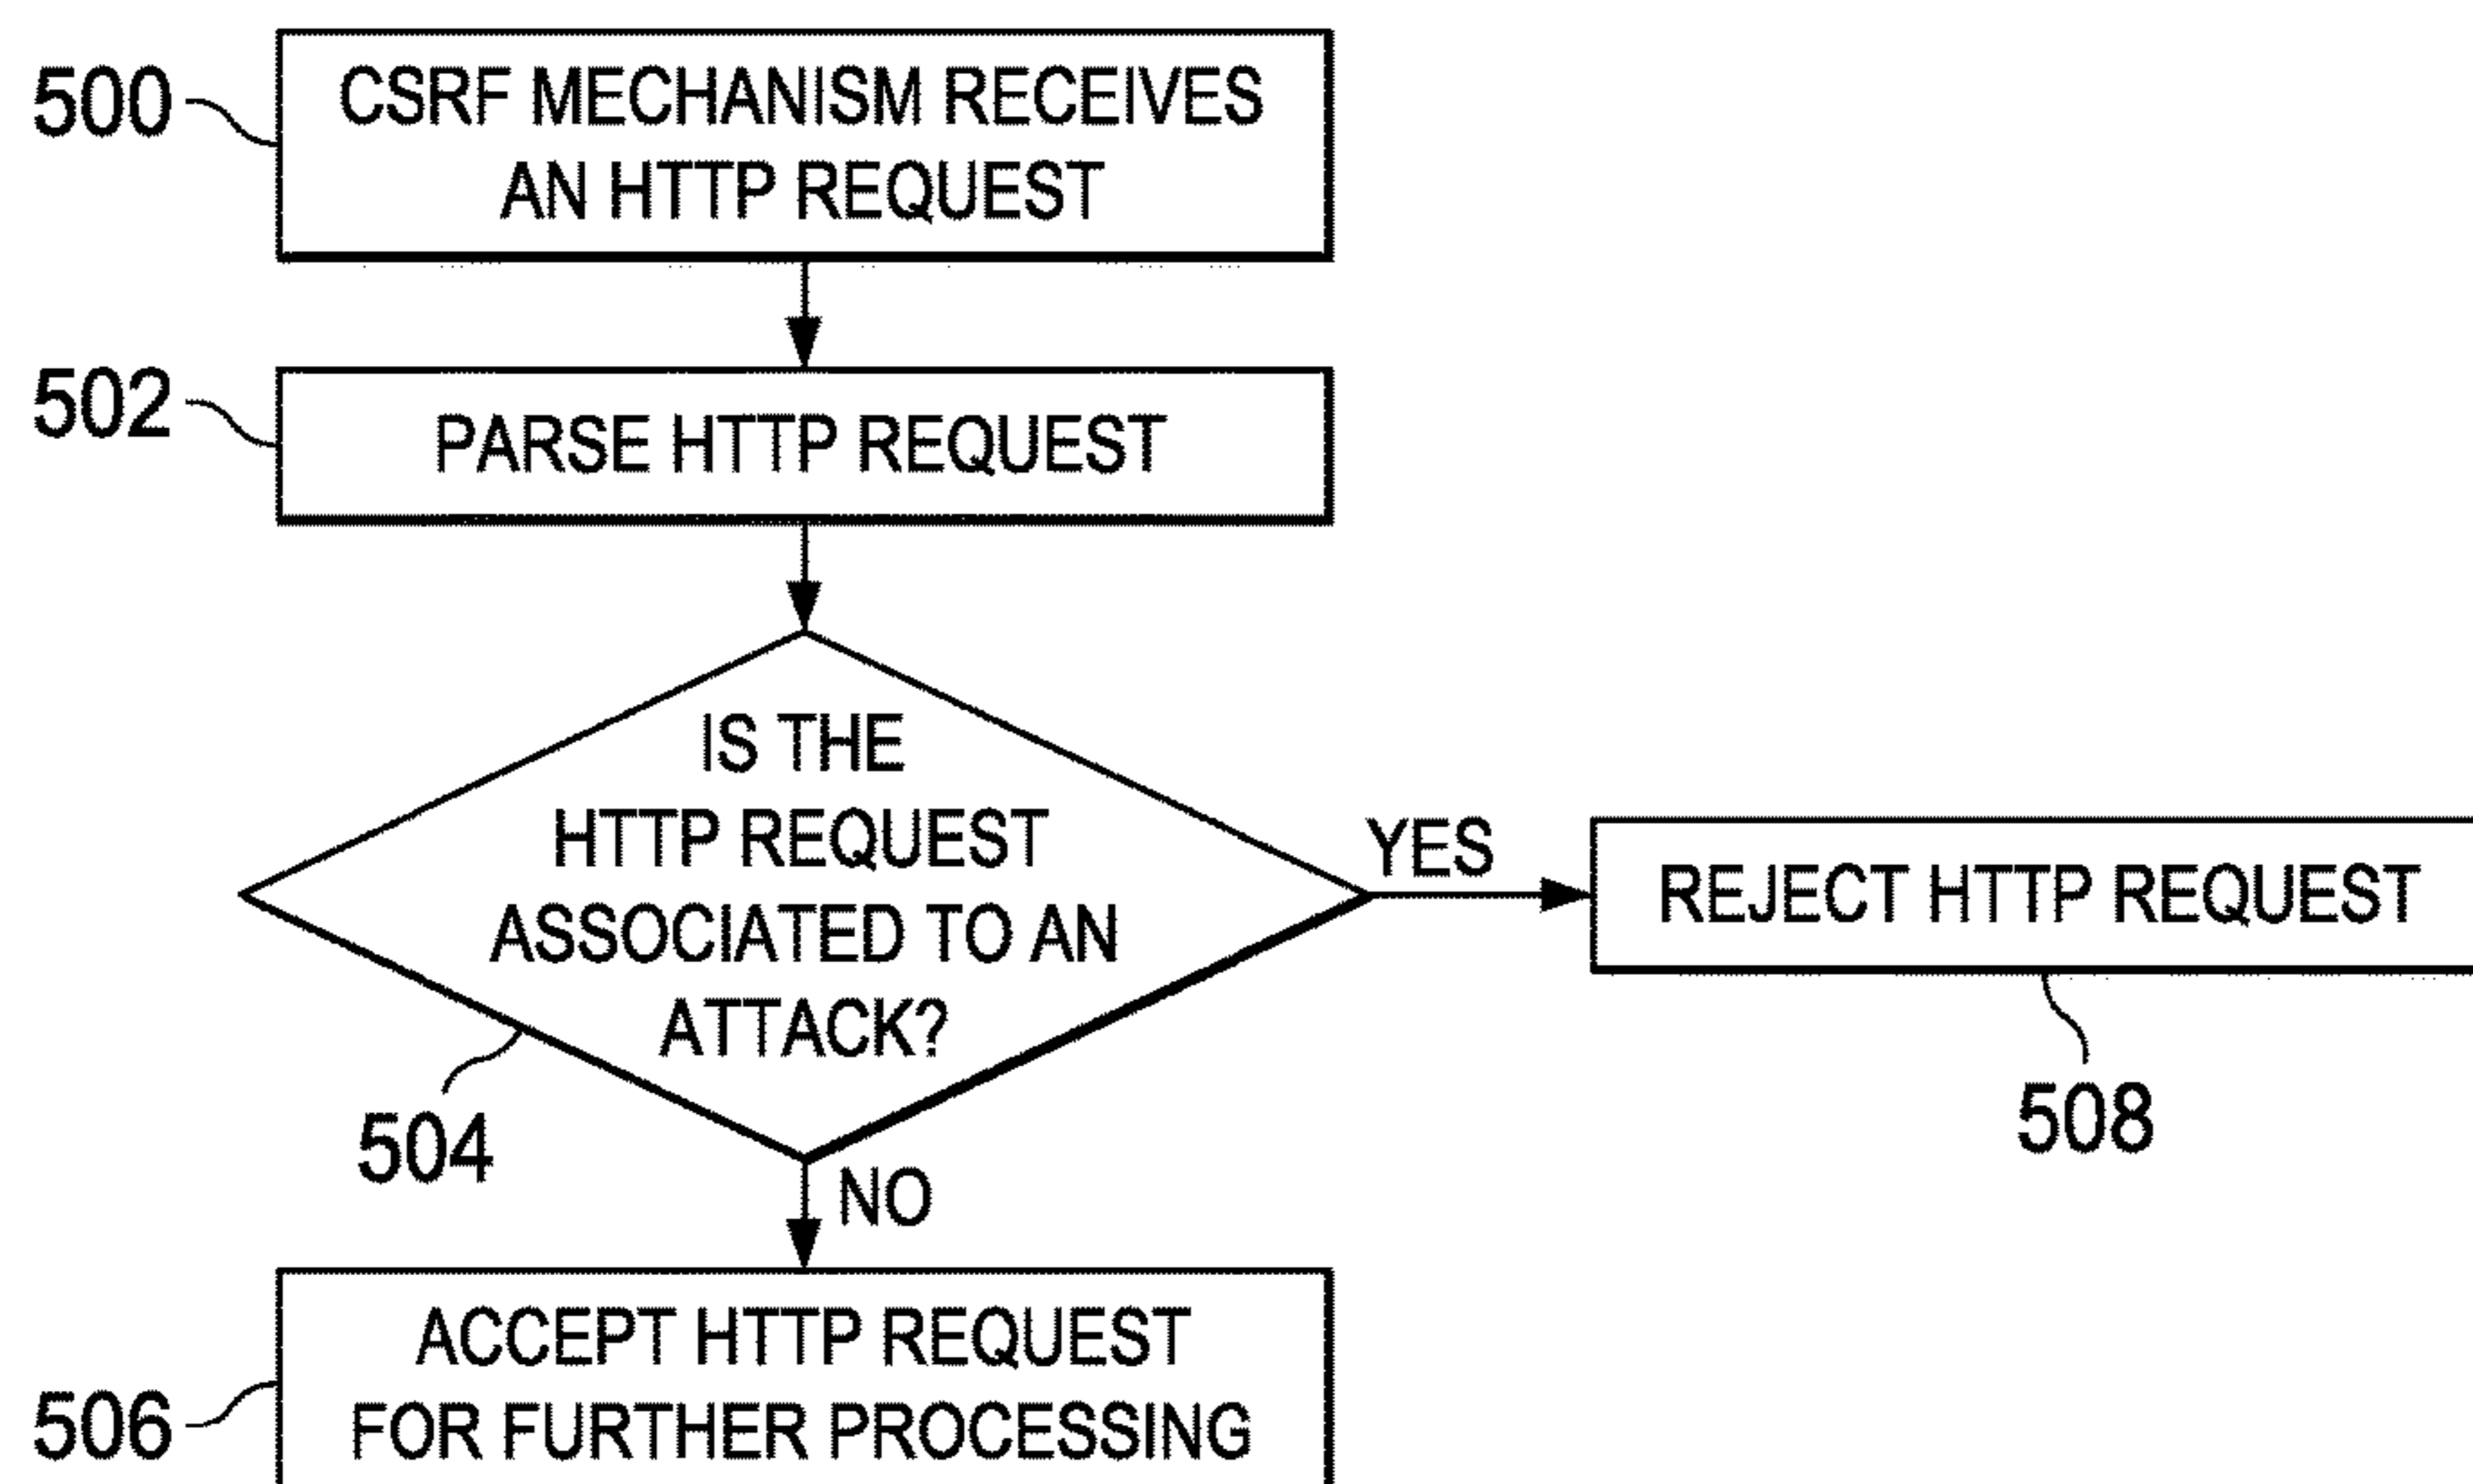 500
CSRF MECHANISM RECEIVES
AN HTTP REQUEST
502
PARSE HTTP REQUEST
IS THE
HTTP REQUEST
ASSOCIATED TO AN
ATTACK?
504
YES
REJECT HTTP REQUEST
508
NO
506
ACCEPT HTTP REQUEST
FOR FURTHER PROCESSING